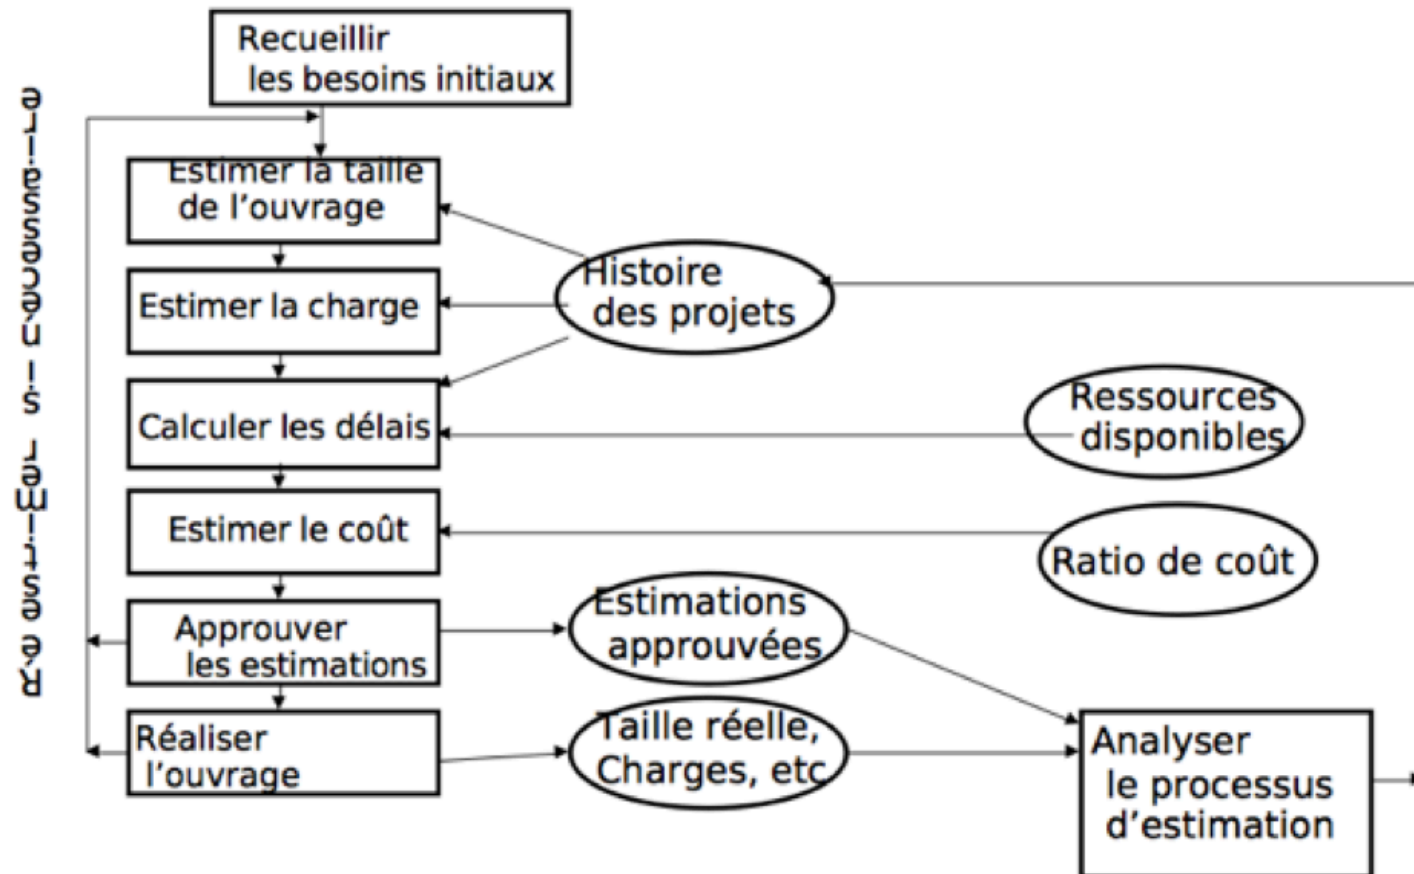 Recueillir
les besoins initiaux
Estimer la taille
de l’ouvrage
Histoire
des projets
Estimer la charge
Ressources
disponibles
Calculer les délais
Estimer le coût
Ratio de coût
Estimations
approuvées
Approuver
les estimations
Taille réelle,
Charges, etc
Réaliser
l’ouvrage
Analyser
le processus
d’estimation
Réestimer si nécessaire